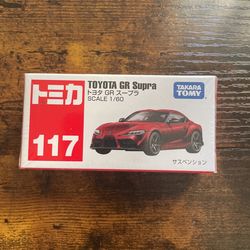 トミカ
117
TOYOTA GR Supra
トヨタ GR スープラ
SCALE 1/60
TAKARA
TOMY
サスペンション